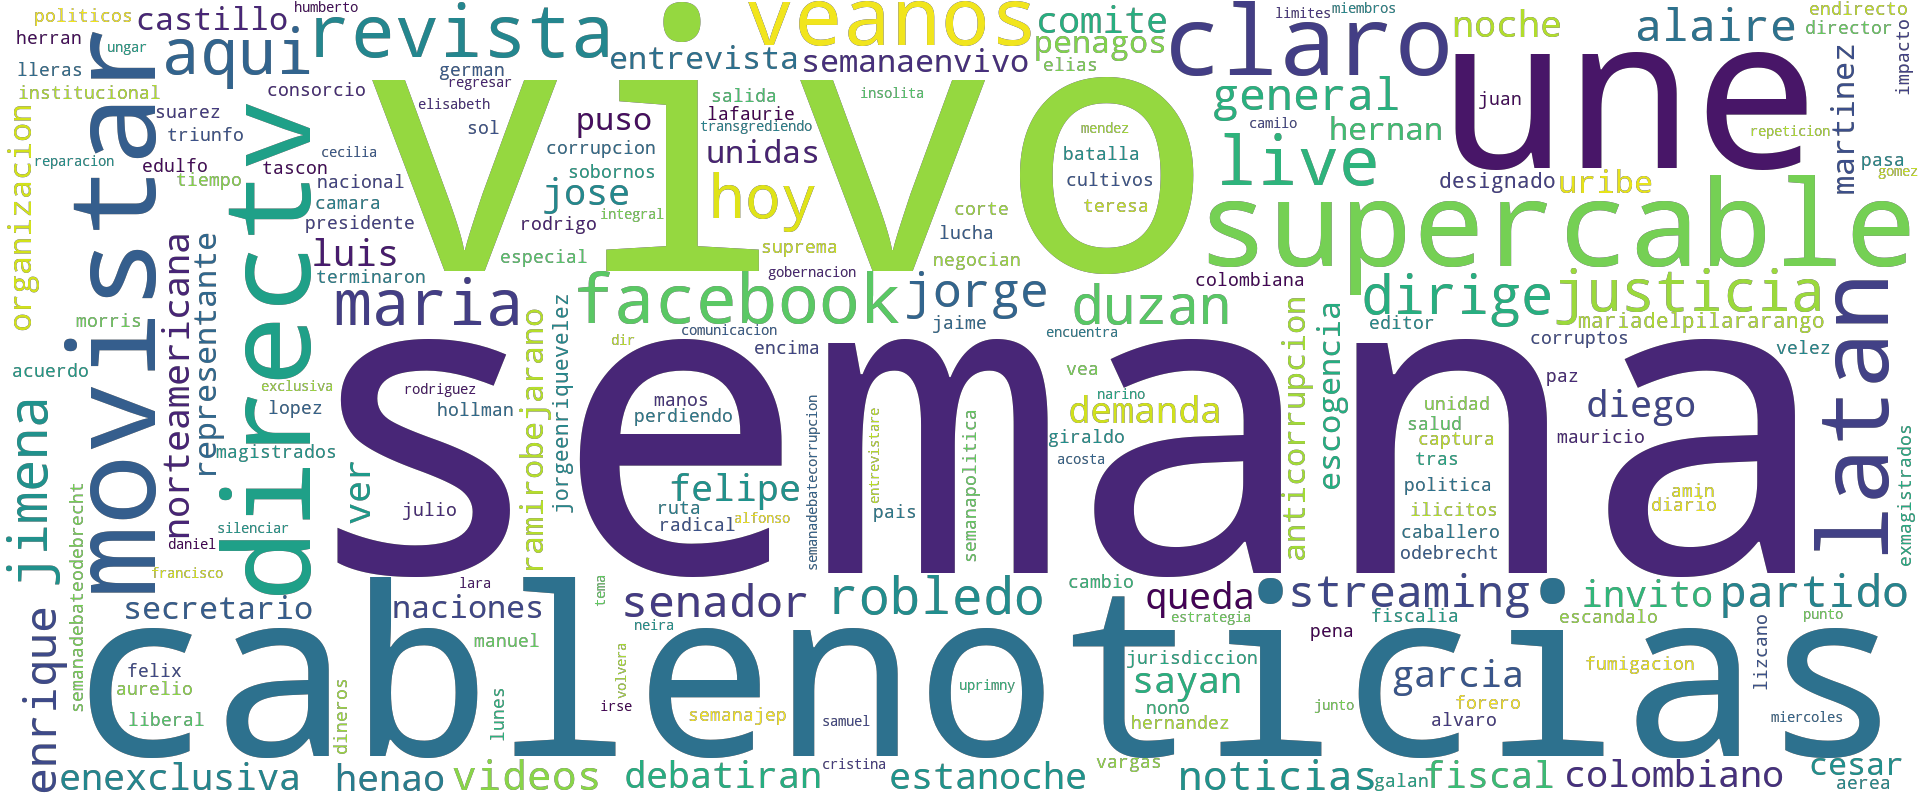 politicos
castillo
humberto
revista
veanos
comite
limites
miembros
noche
alaire
endirecto
director
herran
ungar
aqui
entrevista
semanaenvivo
penagos
claro
une
impacto
lleras
german
regresar
elias
martinez
institucional
consorcio
elisabeth
salida
insolita
general
juan
organizacion
suarez
sol
puso
lafaurie
vivo
mendez
hernan
camilo
repeticion
triunfo
transgrediendo
reparacion
edulfo
tascon
cecilia
corrupcion
unidas
batalla
live
pasa
gomez
tiempo
nacional
sobornos
cultivos
designado
uribe
movistar
directv
camara
jose
hoy
teresa
supercable
presidente
rodrigo
integral
corte
lucha
norteamericana
representante
luis
especial
suprema
negocian
terminaron
gobernacion
colombiana
maria
facebook
jorge
duzan
dirige
justicia
latan
morris
jaime
encuentra
editor
mariadelpilararango
comunicacion
dir
encima
corruptos
velez
acuerdo
exclusiva
rodriguez
semana
vea
paz
lopez
hollman
manos
perdiendo
narino
demanda
unidad
diego
jimena
ramirobejarano
jorgeenriquevelez
anticorrupcion
escogencia
salud
captura
giraldo
mauricio
magistrados
ver
semanadebatecorrupcion
entrevistare
semanapolitica
acosta
tras
felipe
politica
amin
diario
julio
ruta
radical
alfonso
pais
ilicitos
caballero
odebrecht
silenciar
daniel
francisco
exmagistrados
semanadebateodebrecht
enrique
lara
tema
cambio
secretario
naciones
senador
robledo
queda
streaming
invito
partido
estrategia
fiscalia
escandalo
punto
neira
manuel
pena
cablenoticias
felix
aurelio
liberal
jurisdiccion
sayan
garcia
fumigacion
lizcano
volvera
uprimny
dineros
lunes
irse
semanajep
samuel
nono
hernandez
junto
forero
alvaro
miercoles
enexclusiva
henao
videos
debatiran
cristina
estanoche
vargas
noticias
galan
fiscal
colombiano
cesar
aerea